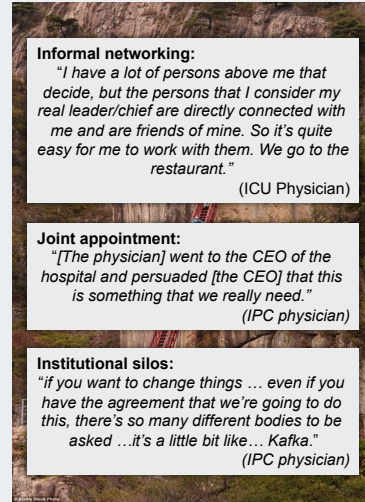 Informal networking:
“I have a lot of persons above me that
decide, but the persons that I consider my
real leader/chief are directly connected with
me and are friends of mine. So it’s quite
easy for me to work with them. We go to the
restaurant.”
(ICU Physician)
Joint appointment:
“[The physician] went to the CEO of the
hospital and persuaded [the CEO] that this
is something that we really need.”
(IPC physician)
Institutional silos:
“if you want to change things … even if you
have the agreement that we’re going to do
this, there’s so many different bodies to be
asked …it’s a little bit like… Kafka.”
(IPC physician)
© Alamy Stock Photo